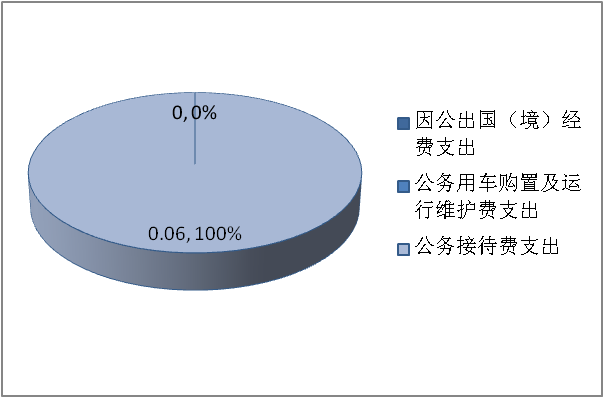 0,0%
0.06,100%
因公出国（境）经
费支出
公务用车购置及运
行维护费支出
公务接待费支出